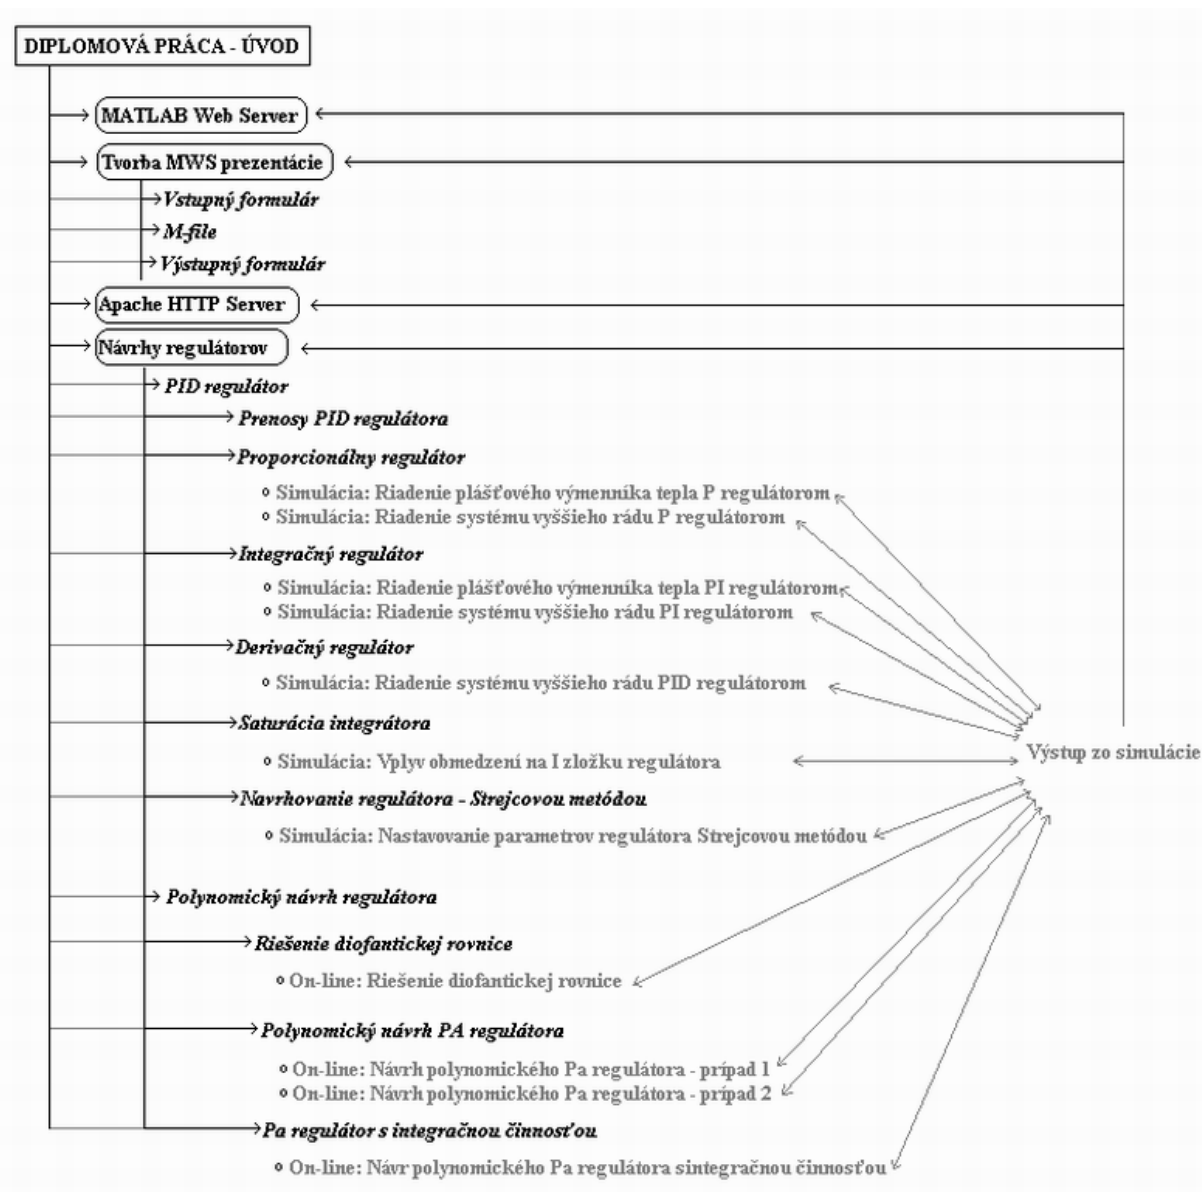 DIPLOMOVÁ PRÁCA - ÚVOD
MATLAB Web Server
Tvorba MWS prezentácie
Vstupný formulár
M-file
Výstupný formulár
Apache HTTP Server
Návrhy regulátorov
PID regulátor
Prenosy PID regulátora
Proporcionálny regulátor
Simulácia: Riadenie plášťového výmenníka tepla P regulátorom
Simulácia: Riadenie systému vyššieho rádu P regulátorom
Integračný regulátor
Simulácia: Riadenie plášťového výmenníka tepla PI regulátorom
Simulácia: Riadenie systému vyššieho rádu PI regulátorom
Derivačný regulátor
Simulácia: Riadenie systému vyššieho rádu PID regulátorom
Saturácia integrátora
Výstup zo simulácie
Simulácia: Vplyv obmedzení na I zložku regulátora
Navrhovanie regulátora - Strejcovou metódou
Simulácia: Nastavovanie parametrov regulátora Strejcovou metódou
Polynomický návrh regulátora
Riešenie diofantickej rovnice
On-line: Riešenie diofantickej rovnice
Polynomický návrh PA regulátora
On-line: Návrh polynomického Pa regulátora - prípad 1
On-line: Návrh polynomického Pa regulátora - prípad 2
Pa regulátor s integračnou činnosťou
On-line: Návr polynomického Pa regulátora sintegračnou činnosťou